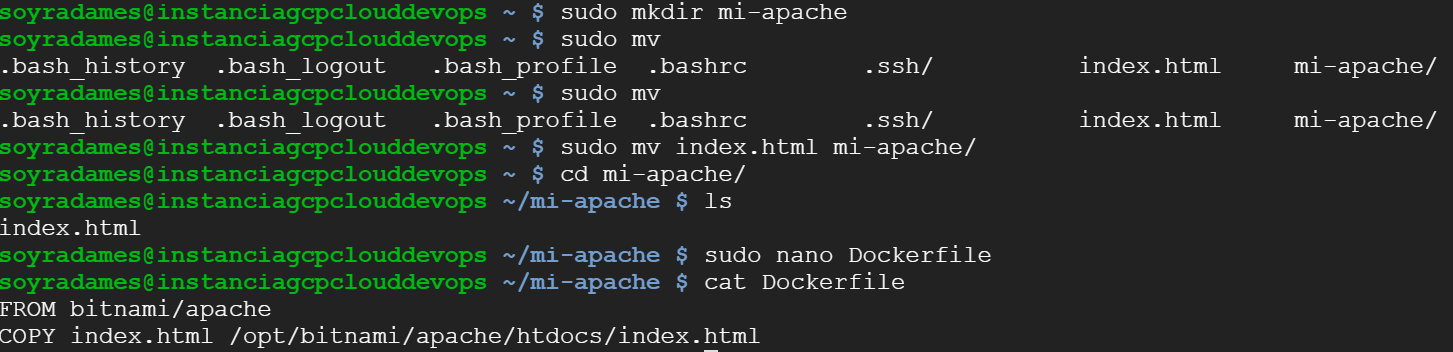 soyradames@instanciagcpclouddevops ~ $ sudo mkdir mi-apache
soyradames@instanciagcpclouddevops ~ $ sudo mv
.bash_history .bash_logout .bash_profile .bashrc .ssh/ index.html mi-apache/
soyradames@instanciagcpclouddevops ~ $ sudo mv
.bash_history .bash_logout .bash_profile .bashrc .ssh/ index.html mi-apache/
soyradames@instanciagcpclouddevops ~ $ sudo mv index.html mi-apache/
soyradames@instanciagcpclouddevops ~ $ cd mi-apache/
soyradames@instanciagcpclouddevops ~/mi-apache $ ls
index.html
soyradames@instanciagcpclouddevops ~/mi-apache $ sudo nano Dockerfile
soyradames@instanciagcpclouddevops ~/mi-apache $ cat Dockerfile
FROM bitnami/apache
COPY index.html /opt/bitnami/apache/htdocs/index.html